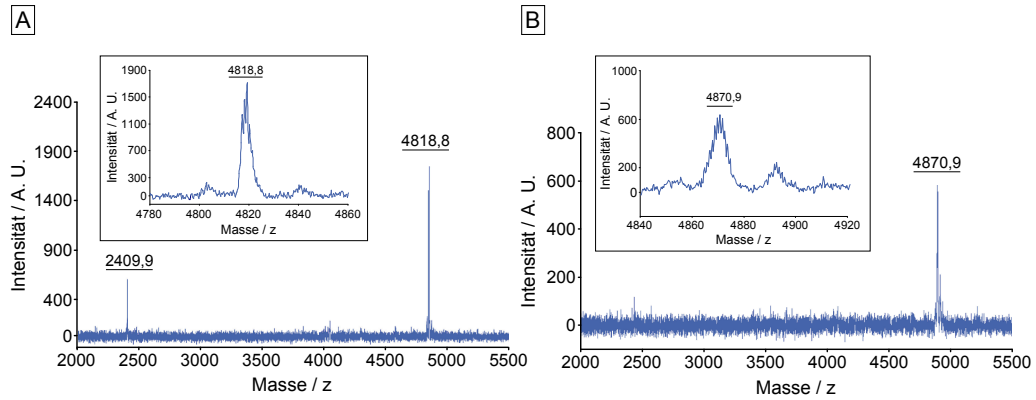 A
Intensität / A. U.
2400
1900
1400
900
400
0
2000 2500 3000 3500 4000 4500 5000 5500
Masse / z
2409,9
4818,8
Intensität / A. U.
1900
1500
1100
700
300
0
4780 4800 4820 4840 4860
Masse / z
4818,8
B
Intensität / A. U.
800
600
400
200
0
2000 2500 3000 3500 4000 4500 5000 5500
Masse / z
4870,9
Intensität / A. U.
1000
600
200
0
4840 4860 4880 4900 4920
Masse / z
4870,9